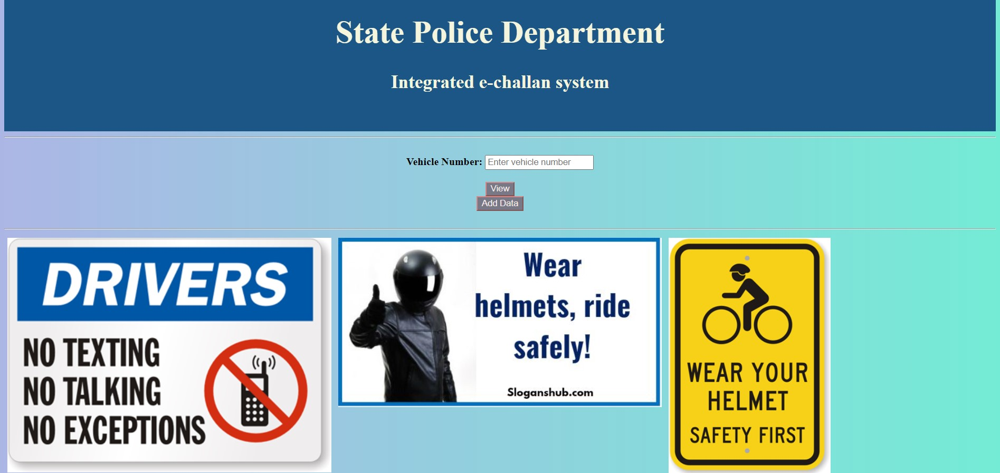 State Police Department
Integrated e-challan system
Vehicle Number: Enter vehicle number
View
Add Data
DRIVERS
NO TEXTING
NO TALKING
NO EXCEPTIONS
Wear
helmets, ride
safely!
Sloganshub.com
WEAR YOUR
HELMET
SAFETY FIRST